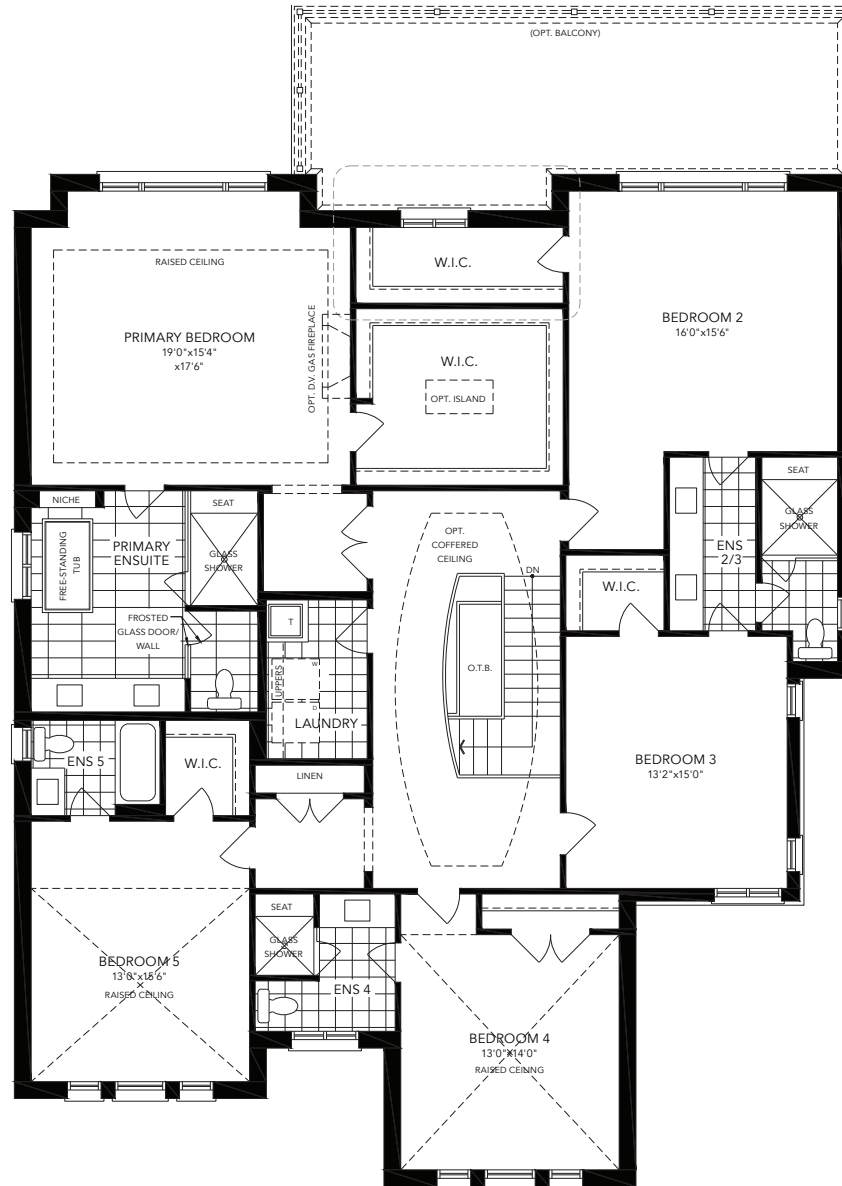 (OPT. BALCONY)
RAISED CEILING
PRIMARY BEDROOM
19'0"x15'4"
x17'6"
OPT. D.V. GAS FIREPLACE
W.I.C.
W.I.C.
OPT. ISLAND
BEDROOM 2
16'0"x15'6"
NICHE
FREE-STANDING
TUB
PRIMARY
ENSUITE
SEAT
GLASS
SHOWER
FROSTED
GLASS DOOR/
WALL
OPT.
COFFERED
CEILING
DN
O.T.B.
SEAT
GLASS
SHOWER
ENS
2/3
W.I.C.
T
UPPERS
W
D
LAUNDRY
LINEN
ENS 5
W.I.C.
BEDROOM 3
13'2"x15'0"
SEAT
GLASS
SHOWER
ENS 4
BEDROOM 5
13'0"x15'6"
RAISED CEILING
BEDROOM 4
13'0"x14'0"
RAISED CEILING